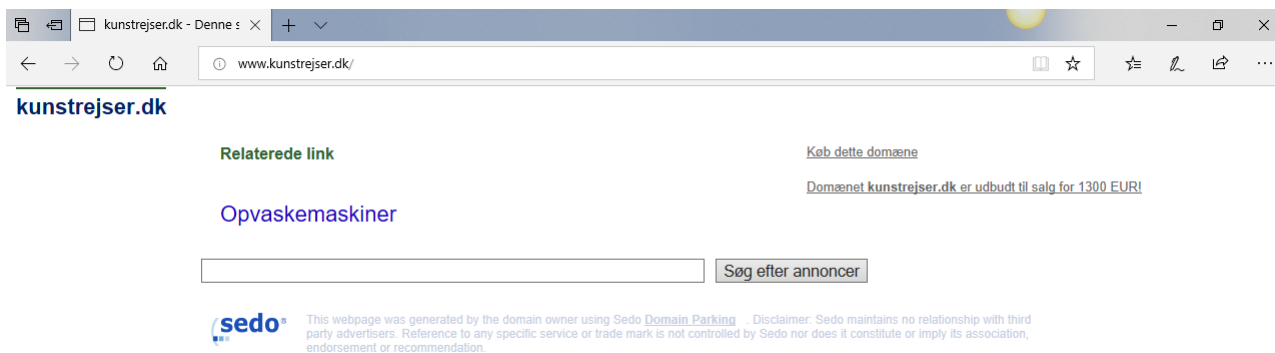 kunstrejser.dk - Denne s
www.kunstrejser.dk/
kunstrejser.dk
Relaterede link
Køb dette domæne
Domænet kunstrejser.dk er udbudt til salg for 1300 EUR!
Opvaskemaskiner
Søg efter annoncer
sedo
This webpage was generated by the domain owner using Sedo Domain Parking . Disclaimer: Sedo maintains no relationship with third
party advertisers. Reference to any specific service or trade mark is not controlled by Sedo nor does it constitute or imply its association,
endorsement or recommendation.